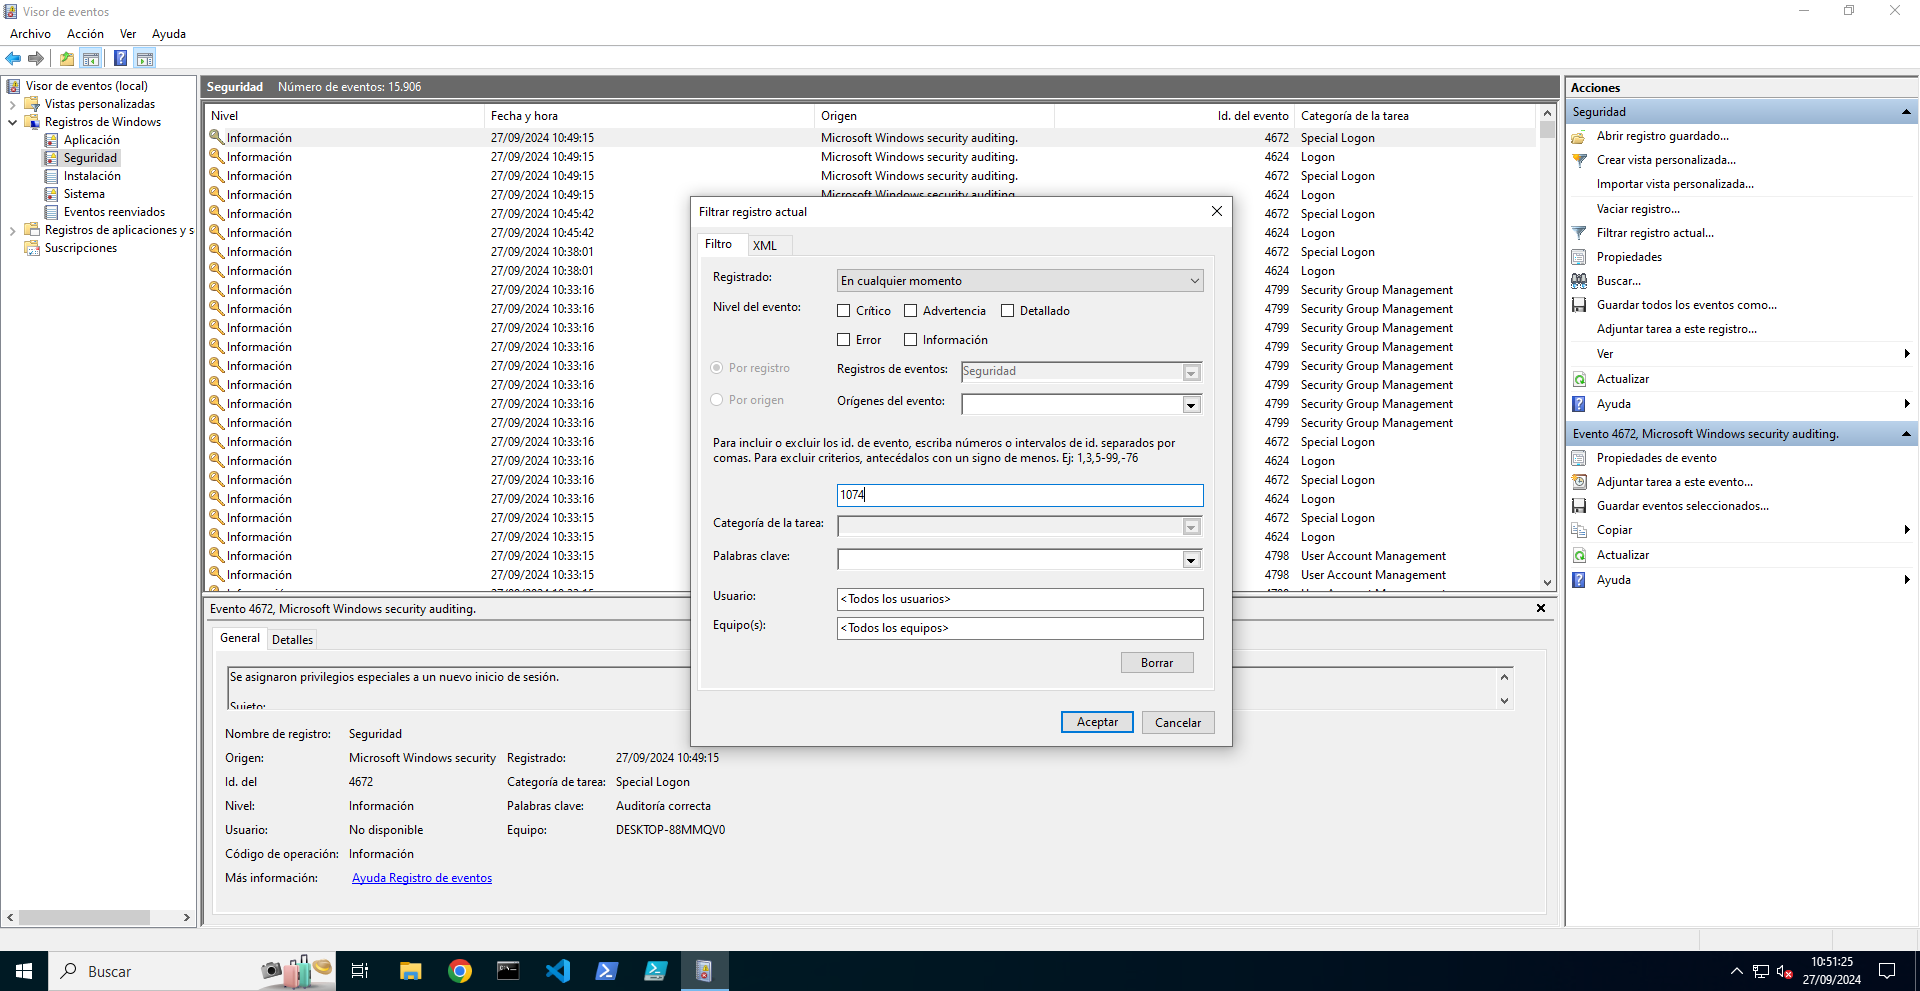 Visor de eventos
Archivo Acción Ver Ayuda
Visor de eventos (local)
Vistas personalizadas
Registros de Windows
Aplicación
Seguridad
Instalación
Sistema
Eventos reenviados
Registros de aplicaciones y s
Suscripciones
Seguridad Número de eventos: 15.906
Nivel Fecha y hora Origen Id. del evento Categoría de la tarea
Información 27/09/2024 10:49:15 Microsoft Windows security auditing. 4672 Special Logon
Información 27/09/2024 10:49:15 Microsoft Windows security auditing. 4624 Logon
Información 27/09/2024 10:49:15 Microsoft Windows security auditing. 4672 Special Logon
Información 27/09/2024 10:49:15 Microsoft Windows security auditing. 4624 Logon
Información 27/09/2024 10:45:42 4672 Special Logon
Información 27/09/2024 10:45:42 4624 Logon
Información 27/09/2024 10:38:01 4672 Special Logon
Información 27/09/2024 10:38:01 4624 Logon
Información 27/09/2024 10:33:16 4799 Security Group Management
Información 27/09/2024 10:33:16 4799 Security Group Management
Información 27/09/2024 10:33:16 4799 Security Group Management
Información 27/09/2024 10:33:16 4799 Security Group Management
Información 27/09/2024 10:33:16 4799 Security Group Management
Información 27/09/2024 10:33:16 4799 Security Group Management
Información 27/09/2024 10:33:16 4799 Security Group Management
Información 27/09/2024 10:33:16 4799 Security Group Management
Información 27/09/2024 10:33:16 4672 Special Logon
Información 27/09/2024 10:33:16 4624 Logon
Información 27/09/2024 10:33:16 4672 Special Logon
Información 27/09/2024 10:33:16 4624 Logon
Información 27/09/2024 10:33:15 4672 Special Logon
Información 27/09/2024 10:33:15 4624 Logon
Información 27/09/2024 10:33:15 4798 User Account Management
Información 27/09/2024 10:33:15 4798 User Account Management
Filtrar registro actual
Filtro XML
Registrado: En cualquier momento
Nivel del evento: Crítico Advertencia Detallado
Error Información
Por registro Registros de eventos: Seguridad
Por origen Orígenes del evento:
Para incluir o excluir los id. de evento, escriba números o intervalos de id. separados por
comas. Para excluir criterios, antecédalos con un signo de menos. Ej: 1,3,5-99,-76
1074
Categoría de la tarea:
Palabras clave:
Usuario: <Todos los usuarios>
Equipo(s): <Todos los equipos>
Borrar
Aceptar Cancelar
Evento 4672, Microsoft Windows security auditing.
General Detalles
Se asignaron privilegios especiales a un nuevo inicio de sesión.
Sujeto:
Nombre de registro: Seguridad
Origen: Microsoft Windows security Registrado: 27/09/2024 10:49:15
Id. del 4672 Categoría de tarea: Special Logon
Nivel: Información Palabras clave: Auditoría correcta
Usuario: No disponible Equipo: DESKTOP-88MMQV0
Código de operación: Información
Más información: Ayuda Registro de eventos
Acciones
Seguridad
Abrir registro guardado...
Crear vista personalizada...
Importar vista personalizada...
Vaciar registro...
Filtrar registro actual...
Propiedades
Buscar...
Guardar todos los eventos como...
Adjuntar tarea a este registro...
Ver
Actualizar
Ayuda
Evento 4672, Microsoft Windows security auditing.
Propiedades de evento
Adjuntar tarea a este evento...
Guardar eventos seleccionados...
Copiar
Actualizar
Ayuda
Buscar
10:51:25
27/09/2024